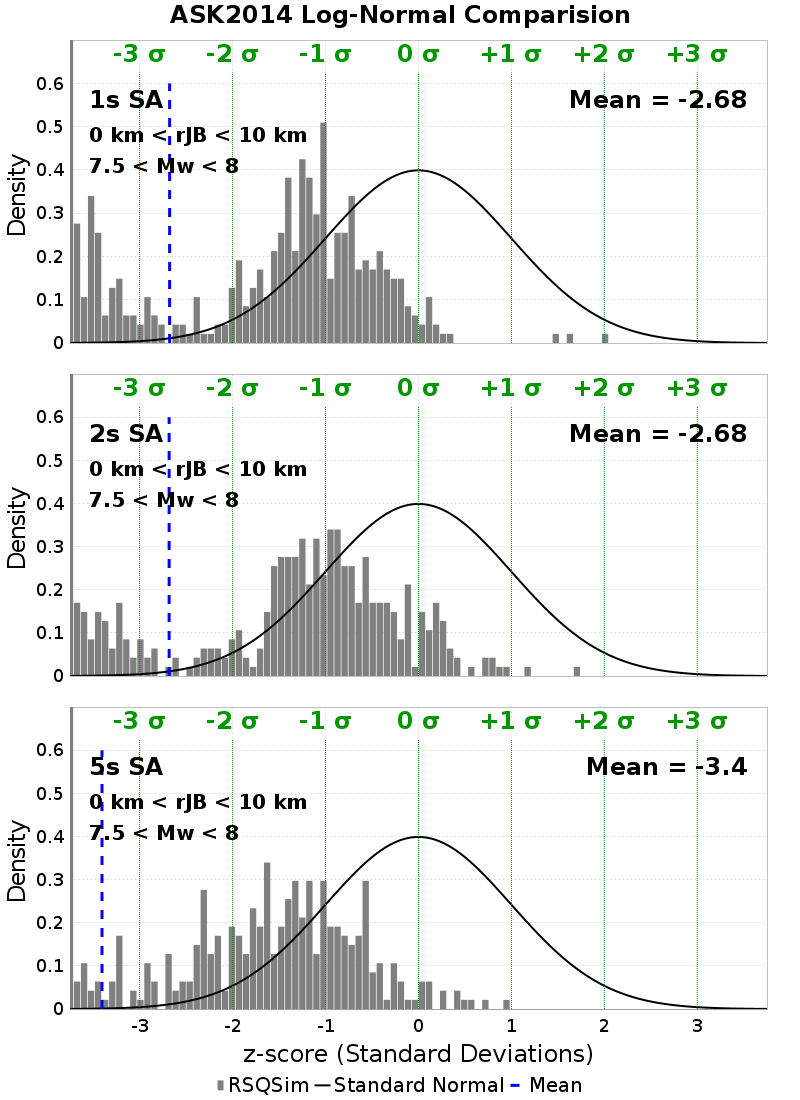 ASK2014 Log-Normal Comparision
-3 σ -2 σ -1 σ 0 σ +1 σ +2 σ +3 σ
0.6
1s SA Mean = -2.68
0.5
0 km < rJB < 10 km
7.5 < Mw < 8
0.4
Density
0.3
0.2
0.1
0
-3 σ -2 σ -1 σ 0 σ +1 σ +2 σ +3 σ
0.6
2s SA Mean = -2.68
0.5
0 km < rJB < 10 km
7.5 < Mw < 8
0.4
Density
0.3
0.2
0.1
0
-3 σ -2 σ -1 σ 0 σ +1 σ +2 σ +3 σ
0.6
5s SA Mean = -3.4
0.5
0 km < rJB < 10 km
7.5 < Mw < 8
0.4
Density
0.3
0.2
0.1
0
-3 -2 -1 0 1 2 3
z-score (Standard Deviations)
RSQSim Standard Normal Mean